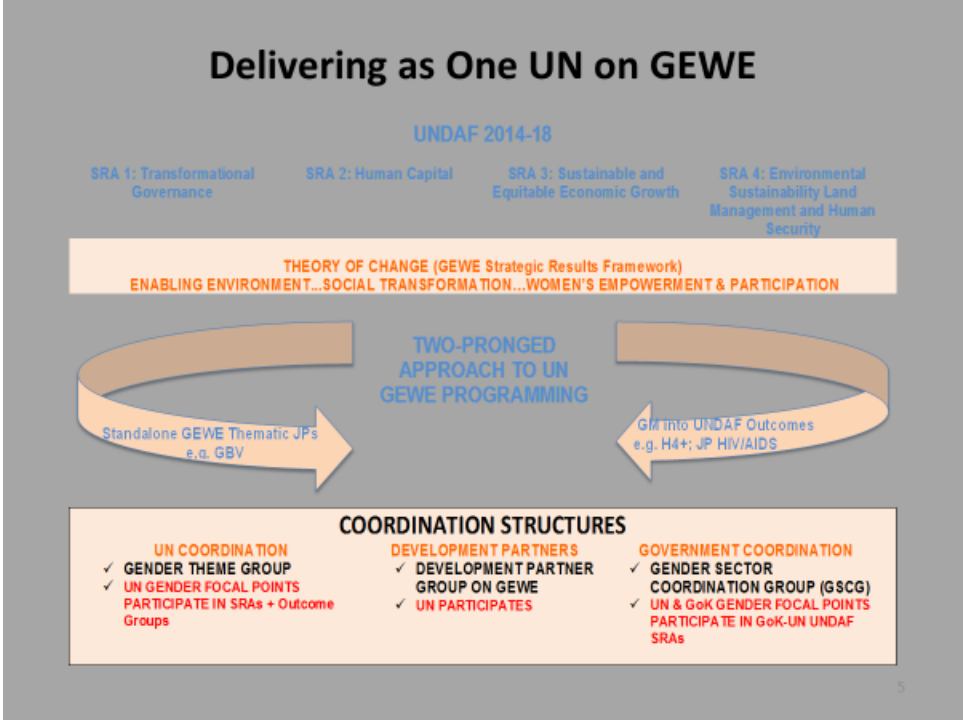 Delivering as One UN on GEWE
UNDAF 2014-18
SRA 1: Transformational
Governance
SRA 2: Human Capital
SRA 3: Sustainable and
Equitable Economic Growth
SRA 4: Environmental
Sustainability Land
Management and Human
Security
THEORY OF CHANGE (GEWE Strategic Results Framework)
ENABLING ENVIRONMENT...SOCIAL TRANSFORMATION...WOMEN'S EMPOWERMENT & PARTICIPATION
TWO-PRONGED
APPROACH TO UN
GEWE PROGRAMMING
Standalone GEWE Thematic JPs
e.g. GBV
GM into UNDAF Outcomes
e.g. H4+; JP HIV/AIDS
COORDINATION STRUCTURES
UN COORDINATION
✓ GENDER THEME GROUP
✓ UN GENDER FOCAL POINTS
PARTICIPATE IN SRAs + Outcome
Groups
DEVELOPMENT PARTNERS
✓ DEVELOPMENT PARTNER
GROUP ON GEWE
✓ UN PARTICIPATES
GOVERNMENT COORDINATION
✓ GENDER SECTOR
COORDINATION GROUP (GSCG)
✓ UN & GoK GENDER FOCAL POINTS
PARTICIPATE IN GoK-UN UNDAF
SRAs
5